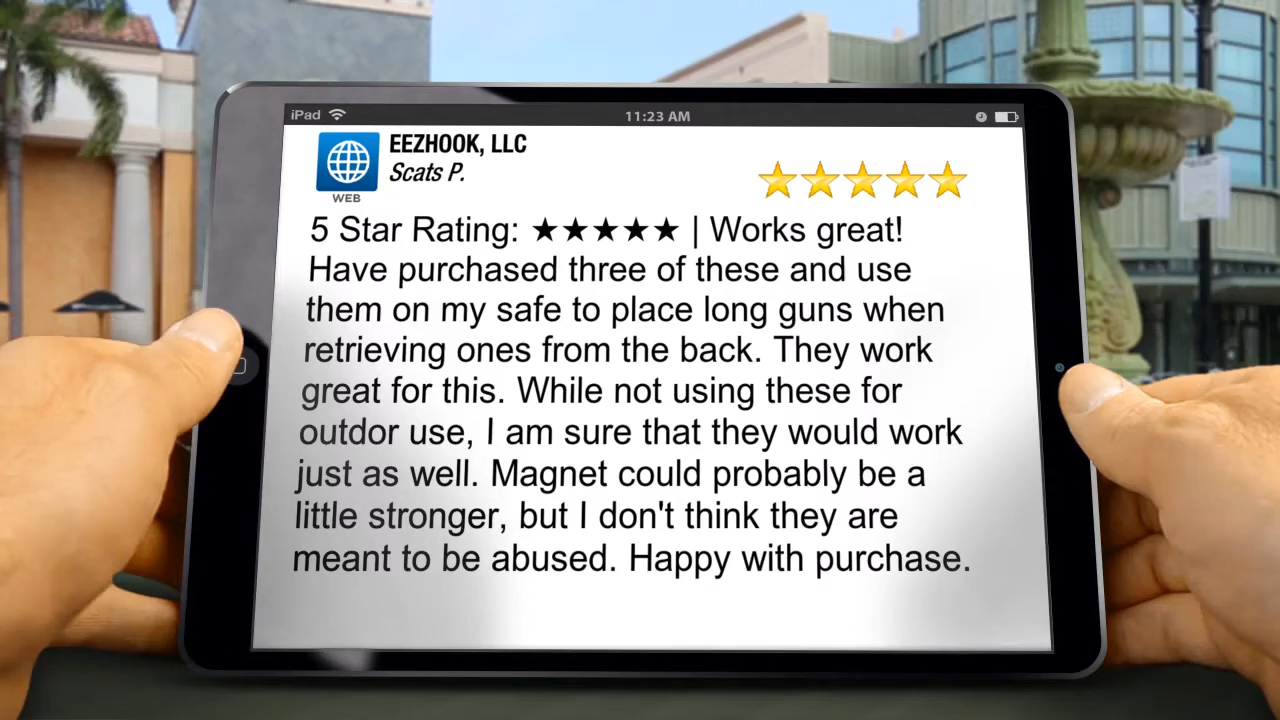 iPad
11:23 AM
EEZHOOK, LLC
Scats P.
WEB
5 Star Rating: ★★★★★ | Works great!
Have purchased three of these and use
them on my safe to place long guns when
retrieving ones from the back. They work
great for this. While not using these for
outdor use, I am sure that they would work
just as well. Magnet could probably be a
little stronger, but I don't think they are
meant to be abused. Happy with purchase.